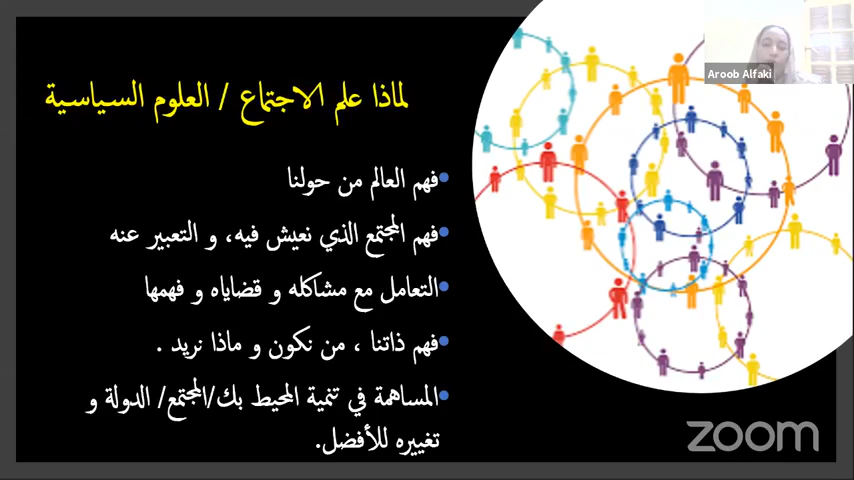 Aroob Alfaki
لماذا علم الاجتماع / العلوم السياسية
فهم العالم من حولنا
فهم المجتمع الذي نعيش فيه، و التعبير عنه
التعامل مع مشاكله و قضاياه و فهمها
فهم ذاتنا ، من نكون و ماذا نريد .
المساهمة في تنمية المحيط بك/المجتمع/ الدولة و
تغييره للأفضل.
zoom